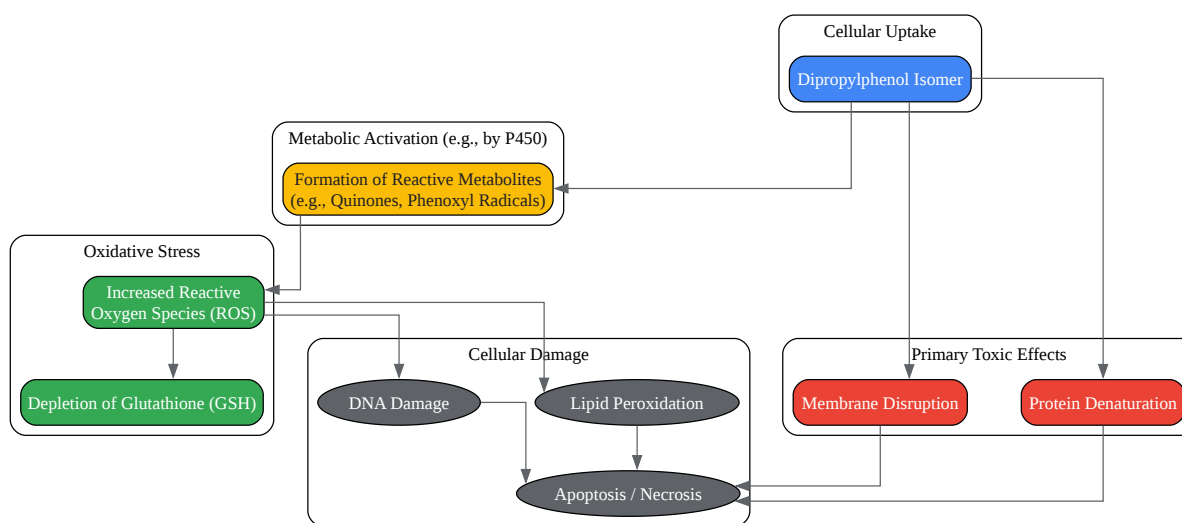 Cellular Uptake
Dipropylphenol Isomer
Metabolic Activation (e.g., by P450)
Formation of Reactive Metabolites
(e.g., Quinones, Phenoxyl Radicals)
Oxidative Stress
Increased Reactive
Oxygen Species (ROS)
Depletion of Glutathione (GSH)
Cellular Damage
DNA Damage
Lipid Peroxidation
Apoptosis / Necrosis
Primary Toxic Effects
Membrane Disruption
Protein Denaturation